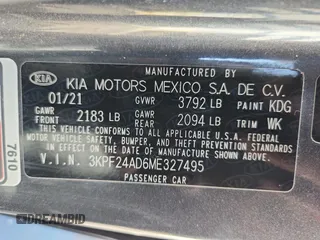 MANUFACTURED BY
KIA KIA MOTORS MEXICO S.A. DE C.V.
01/21 GVWR 3792 LB PAINT KDG
GAWR FRONT 2183 LB GAWR REAR 2094 LB TRIM WK
THIS VEHICLE CONFORMS TO ALL APPLICABLE U.S. FEDERAL
MOTOR VEHICLE SAFETY, BUMPER, AND THEFT PREVENTION
STANDARDS IN EFFECT ON THE DATE OF MANUFACTURE SHOWN ABOVE.
V.I.N. 3KPF24AD6ME327495
PASSENGER CAR
7610
DREAMBID